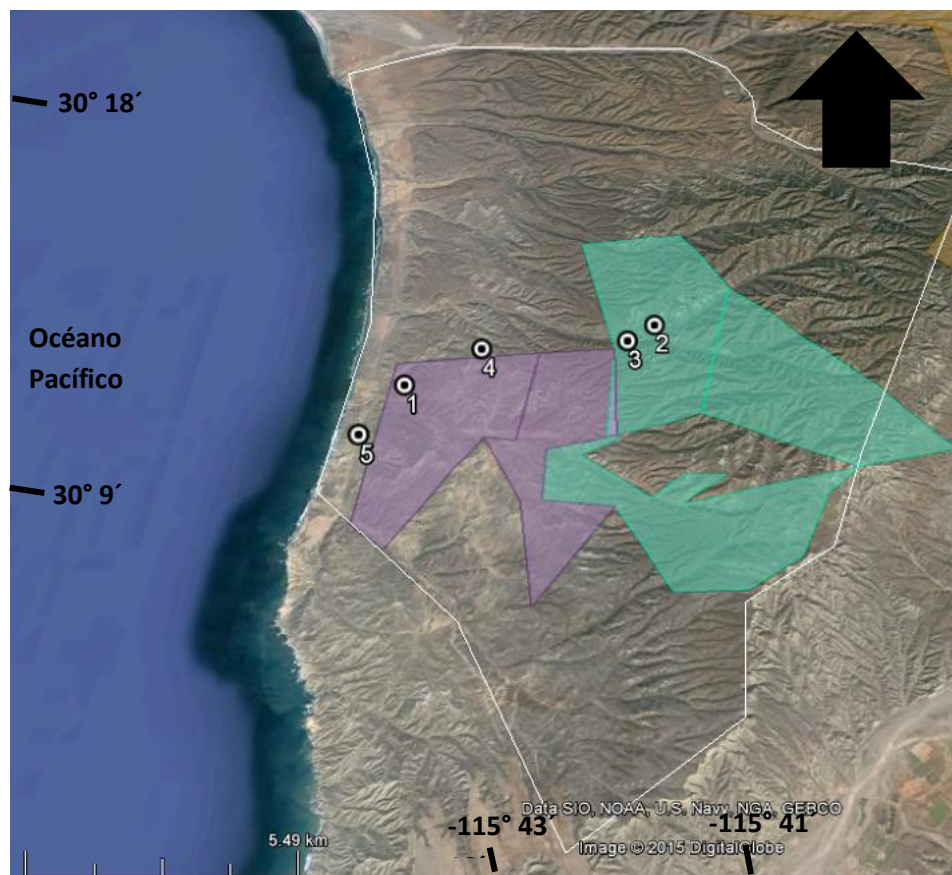 30° 18´
Océano
Pacífico
2
3
4
1
5
30° 9´
Data SIO, NOAA, U.S. Navy, NGA, GEBCO
-115° 43´
-115° 41´
5.49 km
Image © 2015 DigitalGlobe